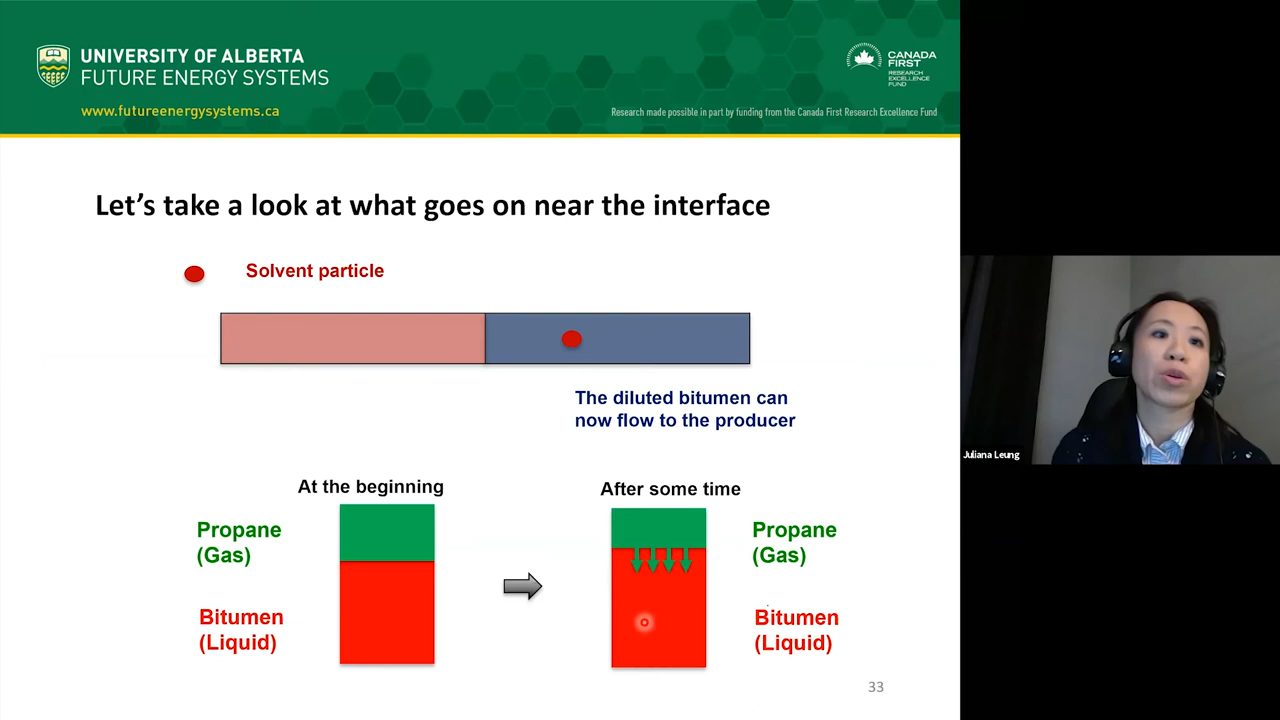 UNIVERSITY OF ALBERTA
FUTURE ENERGY SYSTEMS
www.futureenergysystems.ca
CANADA
FIRST
RESEARCH
EXCELLENCE
FUND
Research made possible in part by funding from the Canada First Research Excellence Fund
Let's take a look at what goes on near the interface
Solvent particle
The diluted bitumen can
now flow to the producer
At the beginning
After some time
Propane
(Gas)
Propane
(Gas)
Bitumen
(Liquid)
Bitumen
(Liquid)
33
Juliana Leung